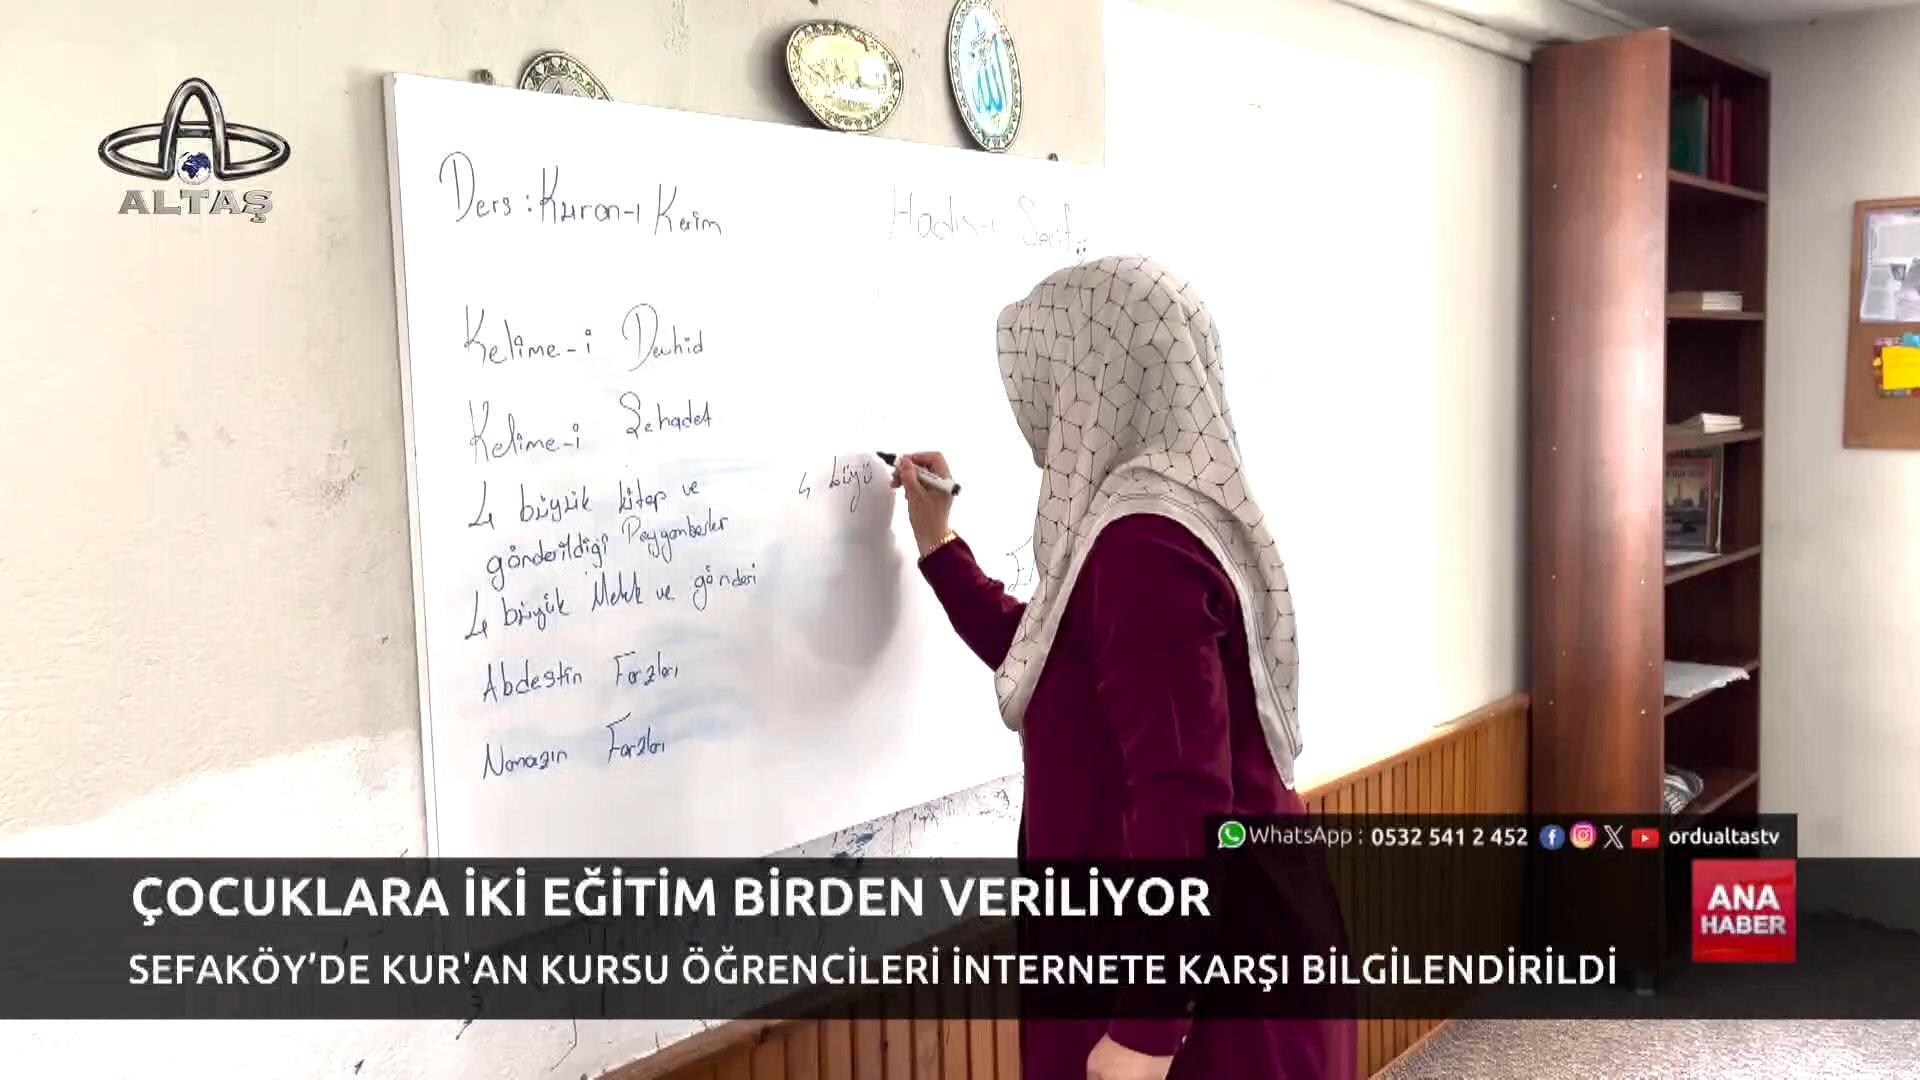 ALTAŞ
Ders: Kuran-ı Kerim
Hadis-ı Şerif
Kelime-i Devhid
Kelime-i Şehadet
4 büyük kitap ve
gönderildiği Peygamberler
4 büyük Melek ve gönderi
Abdestin Farzları
Namazın Farzları
4 büyü
WhatsApp : 0532 541 2 452 ordualtastv
ÇOCUKLARA İKİ EĞİTİM BİRDEN VERİLİYOR
ANA
HABER
SEFAKÖY’DE KUR'AN KURSU ÖĞRENCİLERİ İNTERNETE KARŞI BİLGİLENDİRİLDİ